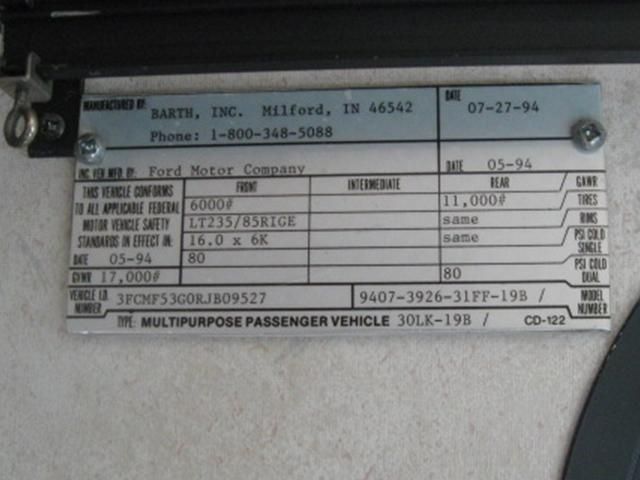 MANUFACTURED BY: BARTH, INC. Milford, IN 46542
Phone: 1-800-348-5088
DATE 07-27-94
INC. VEH. MFD. BY: Ford Motor Company DATE 05-94
THIS VEHICLE CONFORMS TO ALL APPLICABLE FEDERAL MOTOR VEHICLE SAFETY STANDARDS IN EFFECT IN:
DATE 05-94
GVWR 17,000#
FRONT INTERMEDIATE REAR
6000# 11,000# GAWR
LT235/85R16E same TIRES
16.0 x 6K same RIMS
80 PSI COLD SINGLE
80 PSI COLD DUAL
VEHICLE I.D. NUMBER 3FCMF53G0RJB09527 9407-3926-31FF-19B / MODEL NUMBER
TYPE: MULTIPURPOSE PASSENGER VEHICLE 30LK-19B / CD-122